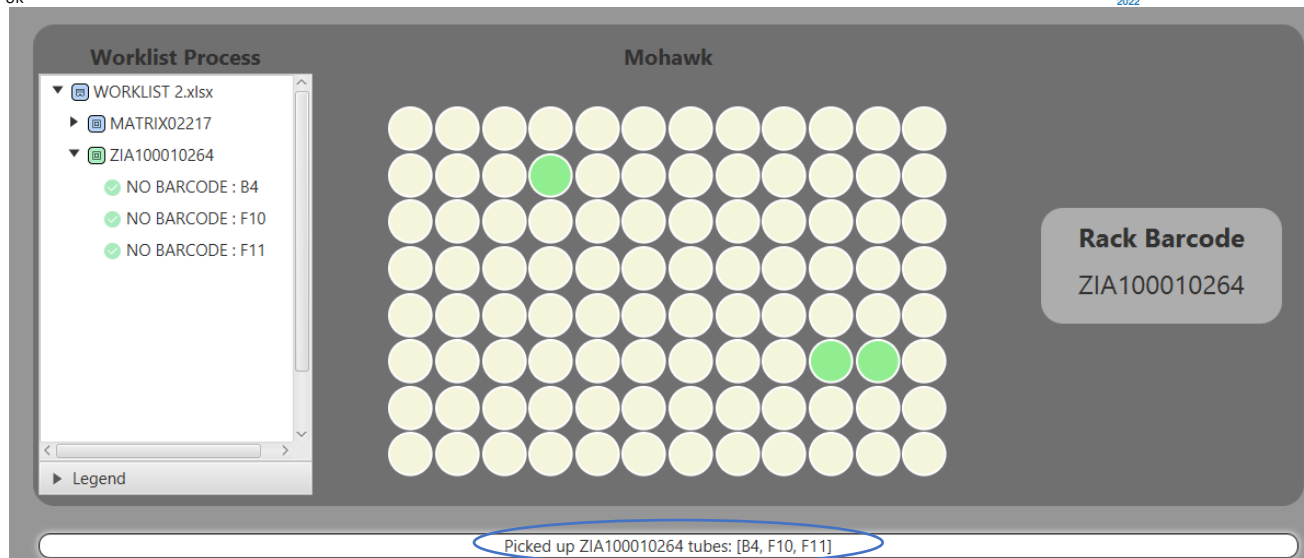 2022
Worklist Process
Mohawk
WORKLIST 2.xlsx
MATRIX02217
ZIA100010264
NO BARCODE : B4
NO BARCODE : F10
NO BARCODE : F11
Rack Barcode
ZIA100010264
Legend
Picked up ZIA100010264 tubes: [B4, F10, F11]